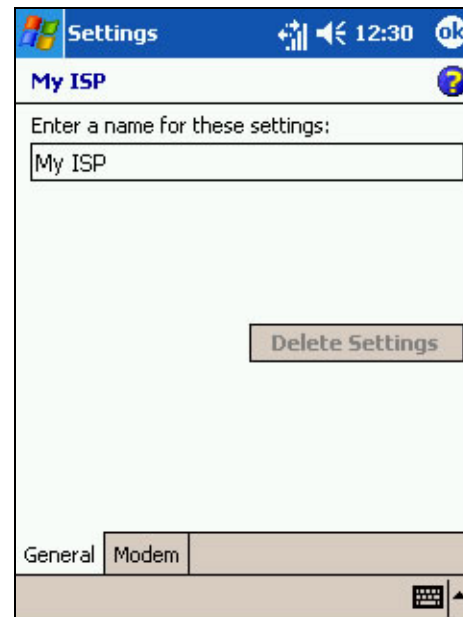 Settings 12:30 ok
My ISP ?
Enter a name for these settings:
My ISP
Delete Settings
General Modem